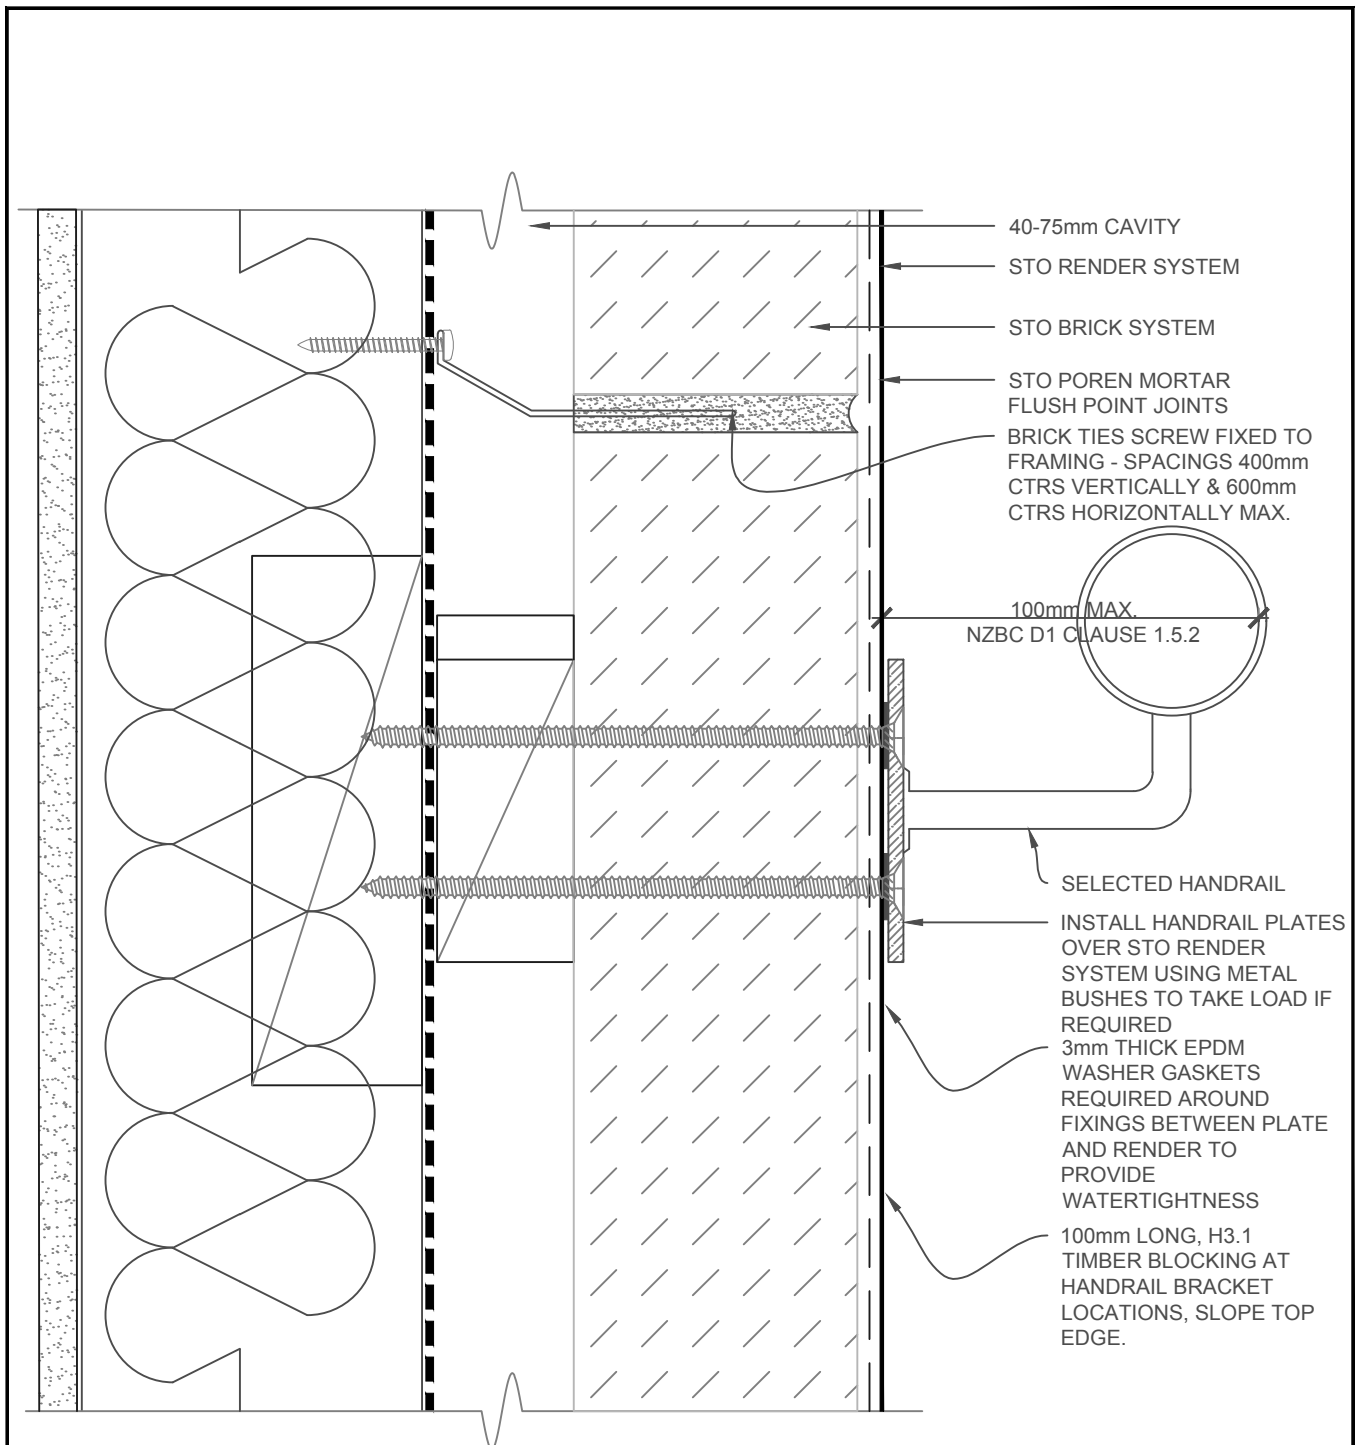 40-75mm CAVITY
STO RENDER SYSTEM
STO BRICK SYSTEM
STO POREN MORTAR
FLUSH POINT JOINTS
BRICK TIES SCREW FIXED TO
FRAMING - SPACINGS 400mm
CTRS VERTICALLY & 600mm
CTRS HORIZONTALLY MAX.
100mm MAX.
NZBC D1 CLAUSE 1.5.2
SELECTED HANDRAIL
INSTALL HANDRAIL PLATES
OVER STO RENDER
SYSTEM USING METAL
BUSHES TO TAKE LOAD IF
REQUIRED
3mm THICK EPDM
WASHER GASKETS
REQUIRED AROUND
FIXINGS BETWEEN PLATE
AND RENDER TO
PROVIDE
WATERTIGHTNESS
100mm LONG, H3.1
TIMBER BLOCKING AT
HANDRAIL BRACKET
LOCATIONS, SLOPE TOP
EDGE.